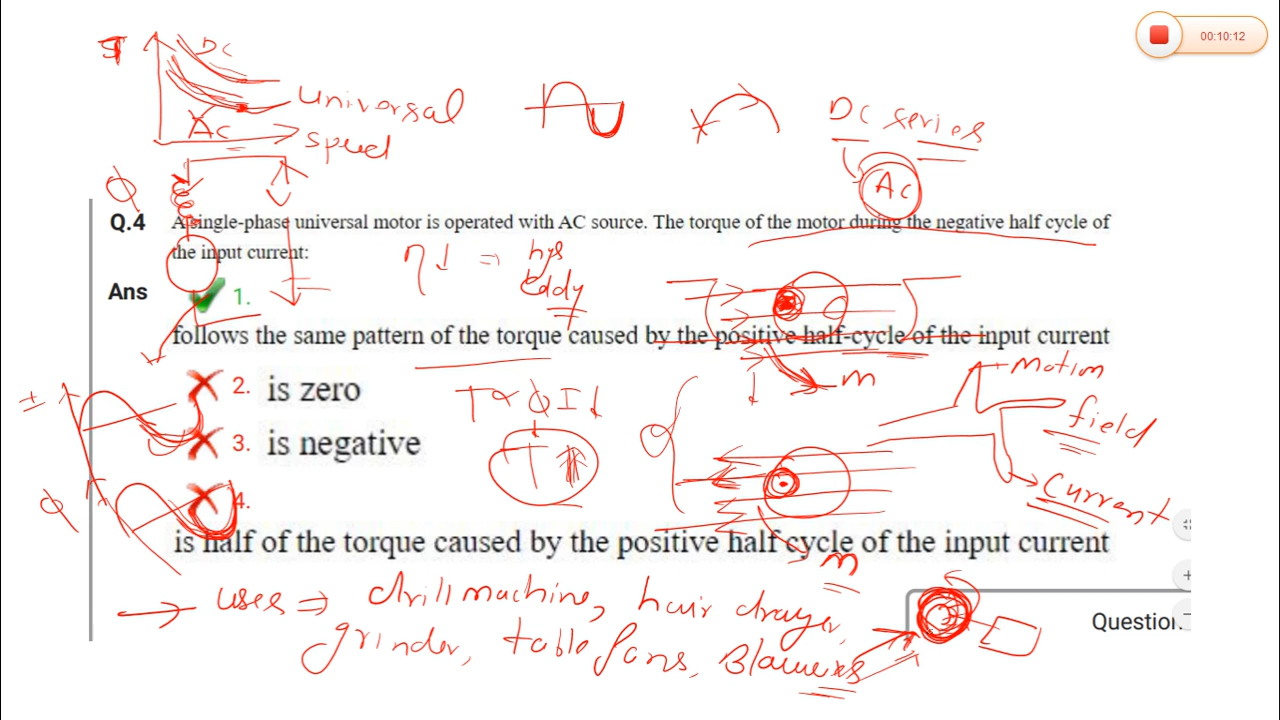 00:10:12
T DC
universal
AC speed
DC series
AC
ϕ
Q.4 A single-phase universal motor is operated with AC source. The torque of the motor during the negative half cycle of
the input current:
η↓ = hys
Eddy
Ans 1.
follows the same pattern of the torque caused by the positive half-cycle of the input current
m
Motion
2. is zero
T∝ϕI↓
field
±
3. is negative
T
Current
ϕ
4.
is half of the torque caused by the positive half cycle of the input current
m
→ uses ⇒ drill machine, hair drayer,
grinder, table fans,
Question